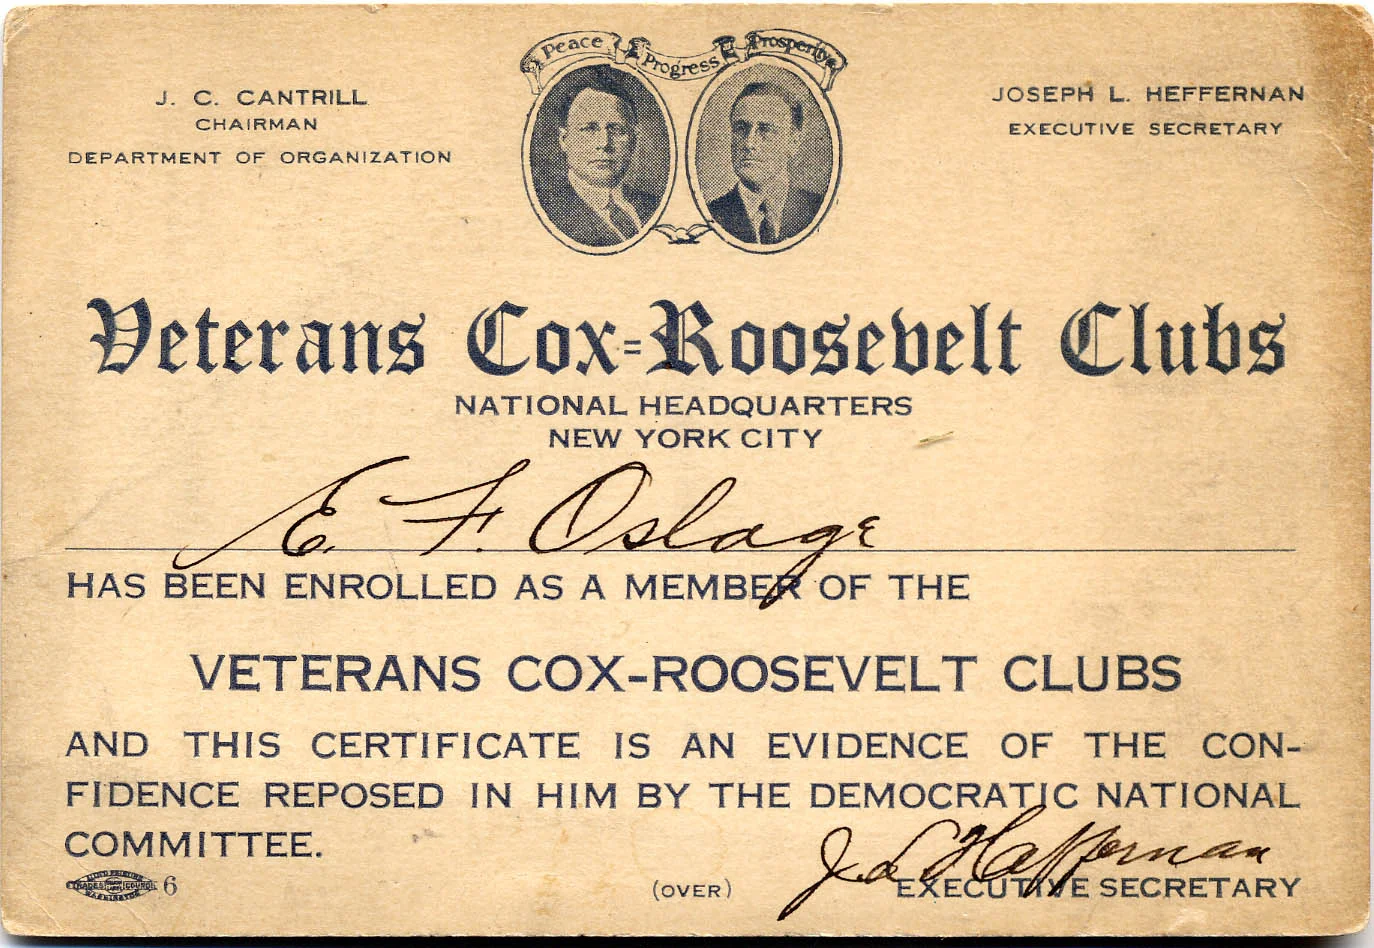 Peace Progress Prosperity
J. C. CANTRILL
CHAIRMAN
DEPARTMENT OF ORGANIZATION
JOSEPH L. HEFFERNAN
EXECUTIVE SECRETARY
Veterans Cox=Roosevelt Clubs
NATIONAL HEADQUARTERS
NEW YORK CITY
E. F. Oslage
HAS BEEN ENROLLED AS A MEMBER OF THE
VETERANS COX-ROOSEVELT CLUBS
AND THIS CERTIFICATE IS AN EVIDENCE OF THE CON-
FIDENCE REPOSED IN HIM BY THE DEMOCRATIC NATIONAL
COMMITTEE.
J L Heffernan
TRADES COUNCIL 6
(OVER)
EXECUTIVE SECRETARY